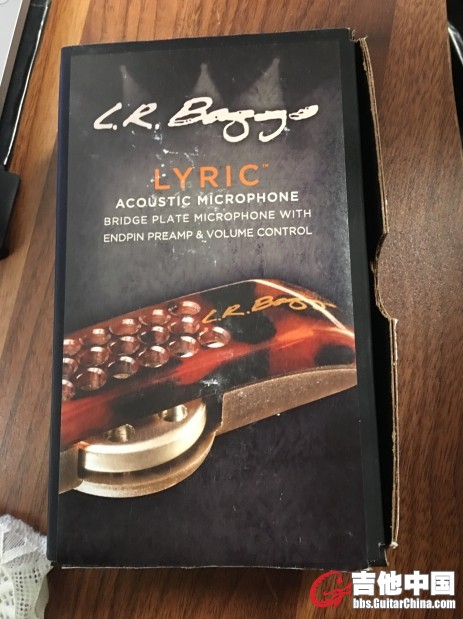 L.R. Baggs
LYRIC™
ACOUSTIC MICROPHONE
BRIDGE PLATE MICROPHONE WITH
ENDPIN PREAMP & VOLUME CONTROL
L.R. Baggs
吉他中国
bbs.GuitarChina.com